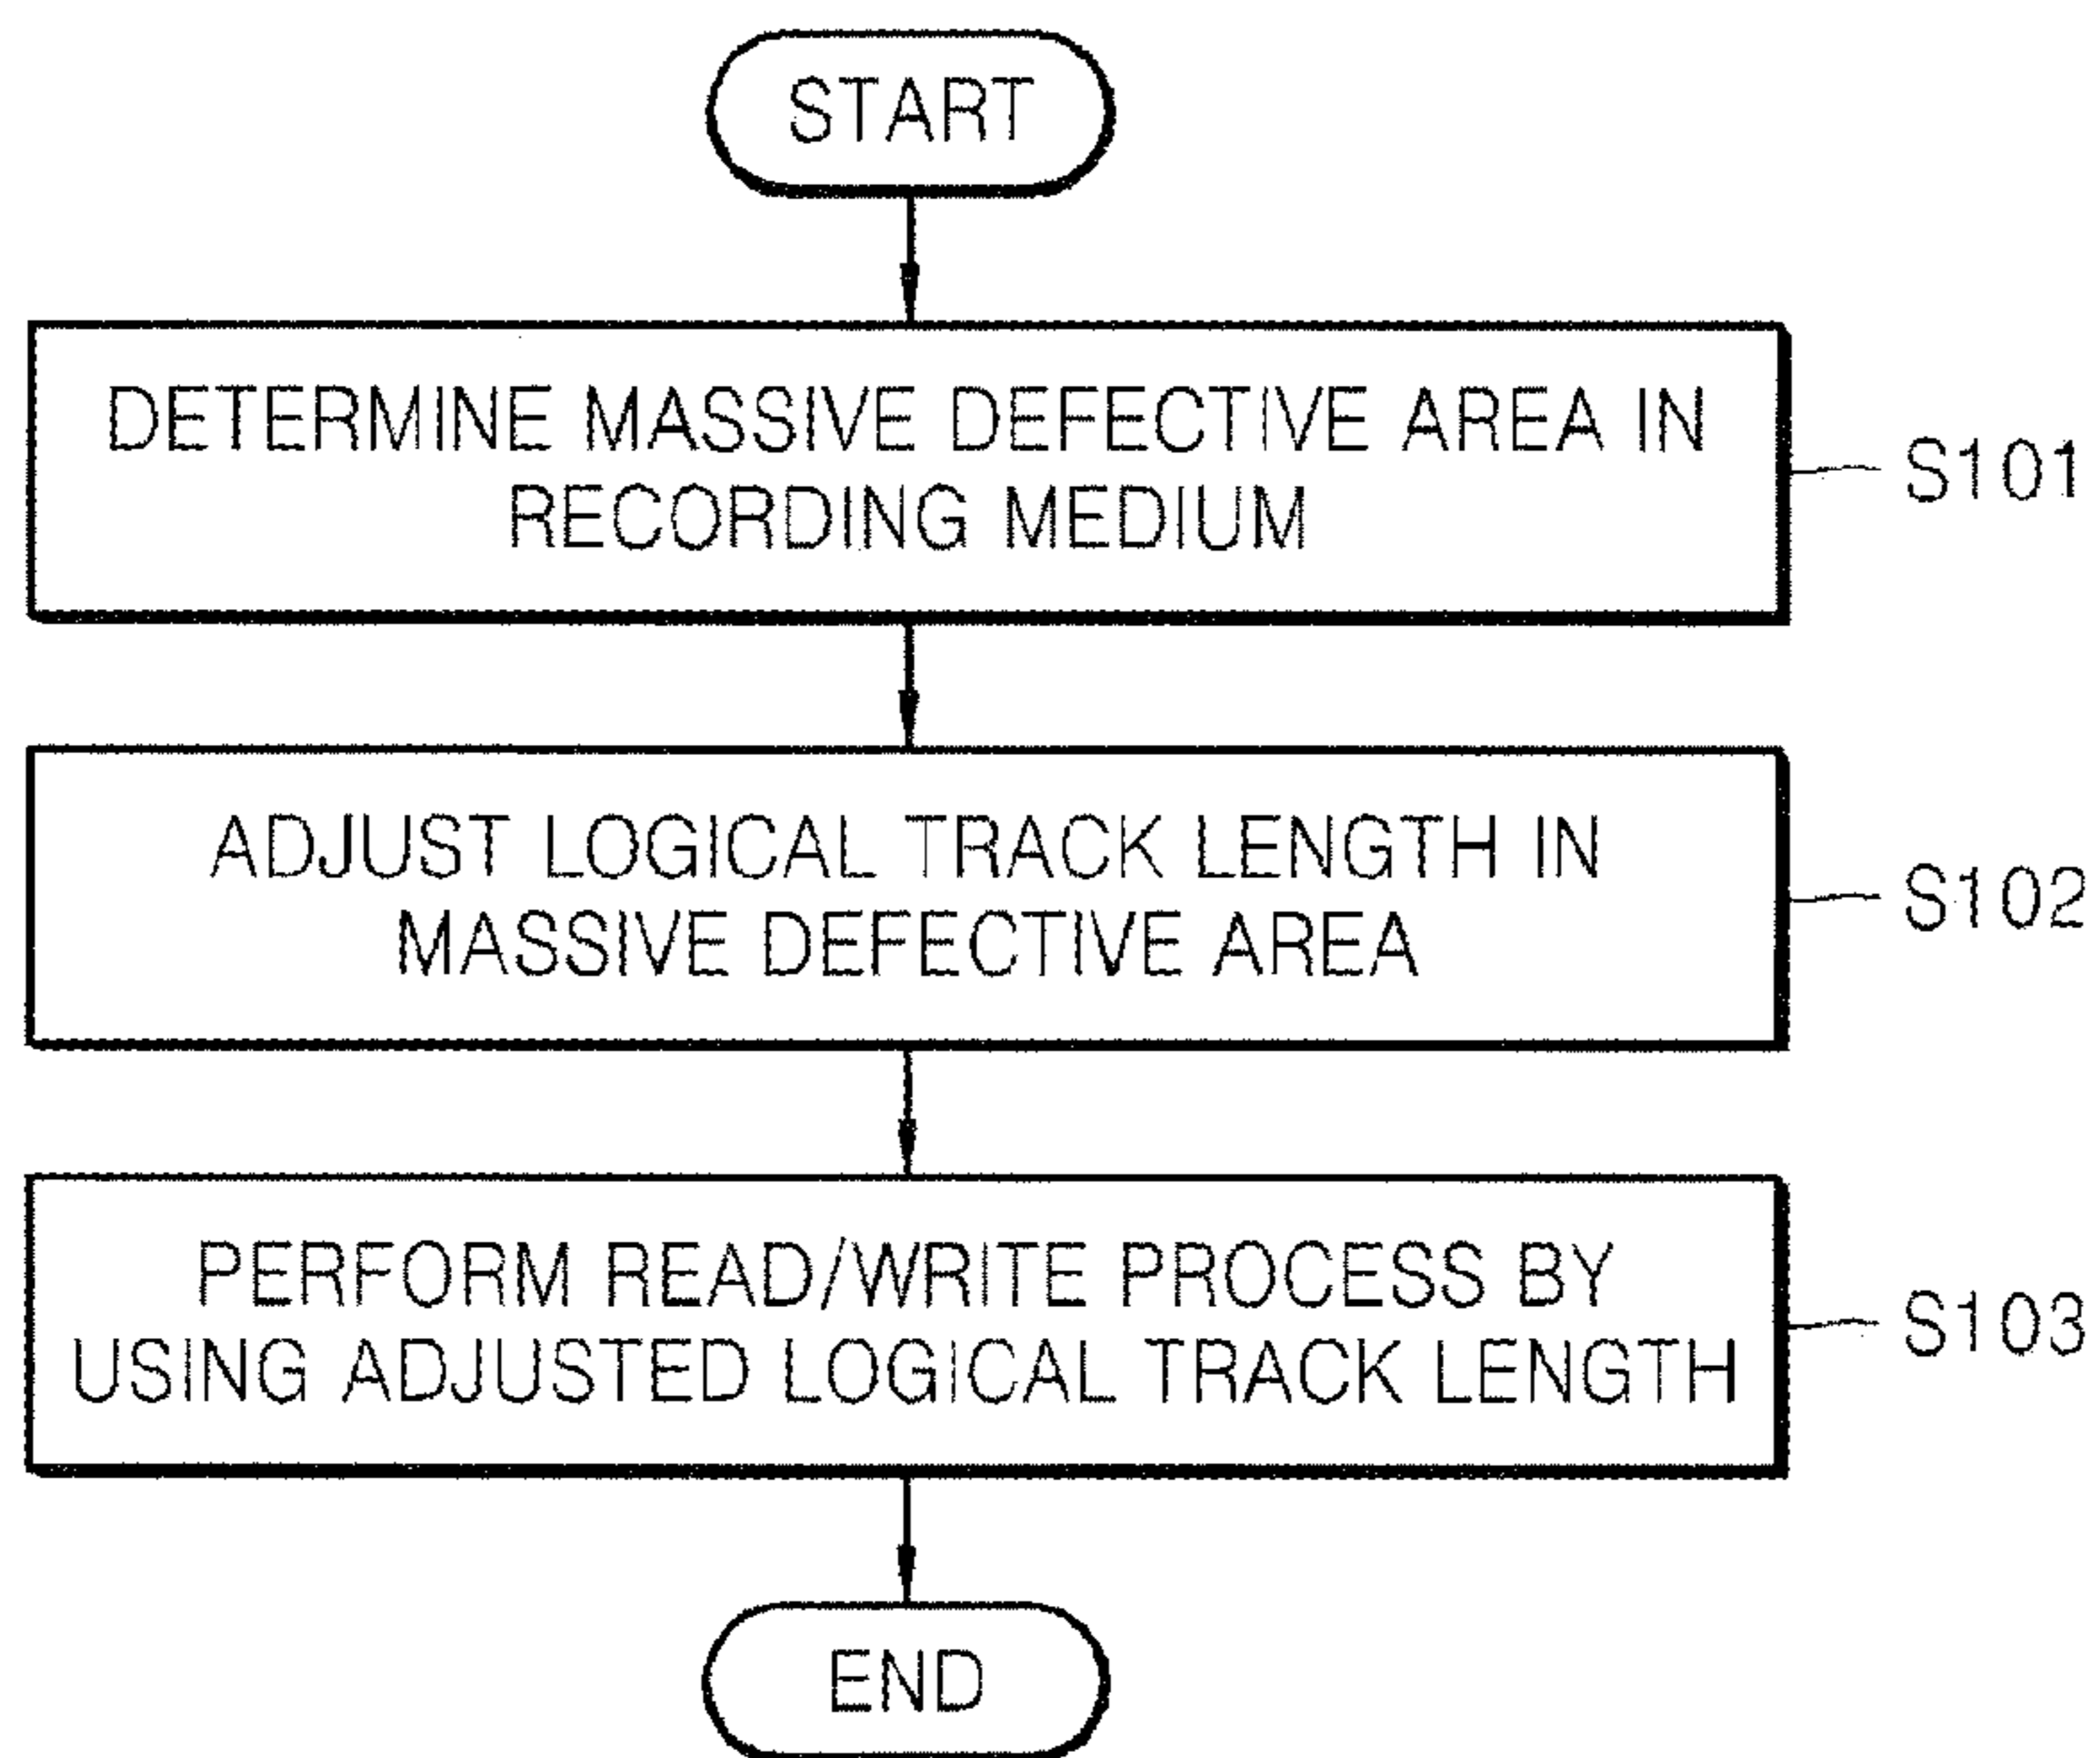 START
DETERMINE MASSIVE DEFECTIVE AREA IN
RECORDING MEDIUM
S101
ADJUST LOGICAL TRACK LENGTH IN
MASSIVE DEFECTIVE AREA
S102
PERFORM READ/WRITE PROCESS BY
USING ADJUSTED LOGICAL TRACK LENGTH
S103
END